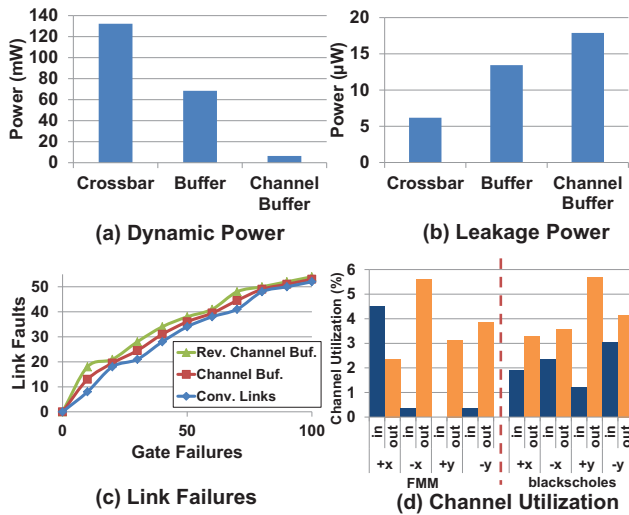 140
120
100
80
60
40
20
0
Power (mW)
Crossbar
Buffer
Channel
Buffer
(a) Dynamic Power
20
15
10
5
0
Power (µW)
Crossbar
Buffer
Channel
Buffer
(b) Leakage Power
50
40
30
20
10
0
Link Faults
Rev. Channel Buf.
Channel Buf.
Conv. Links
0
50
100
Gate Failures
(c) Link Failures
6
5
4
3
2
1
0
Channel Utilization (%)
in out in out in out in out in out in out in out in out
+x -x +y -y +x -x +y -y
FMM blackscholes
(d) Channel Utilization